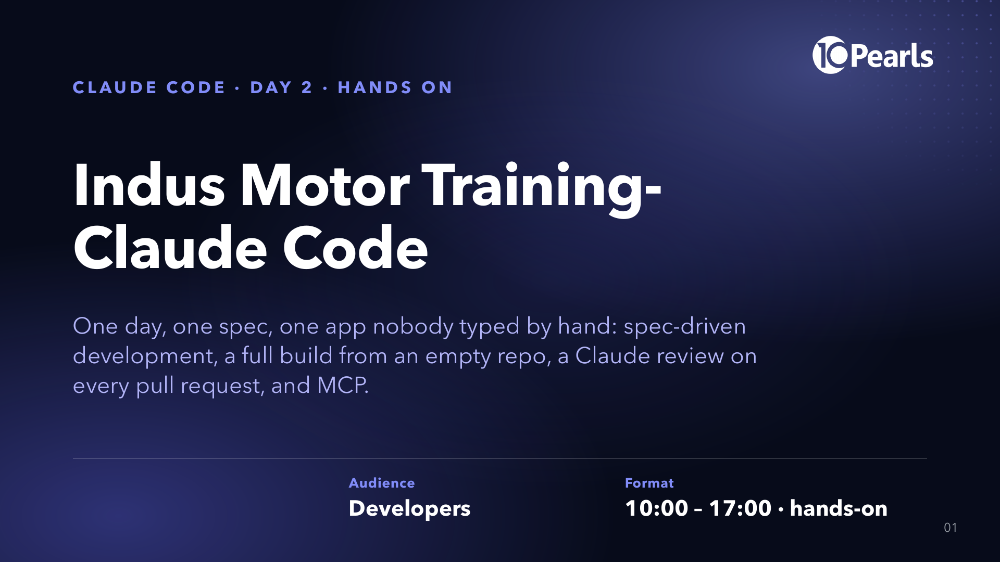 10Pearls
CLAUDE CODE · DAY 2 · HANDS ON
Indus Motor Training-
Claude Code
One day, one spec, one app nobody typed by hand: spec-driven
development, a full build from an empty repo, a Claude review on
every pull request, and MCP.
Audience
Developers
Format
10:00 – 17:00 · hands-on
01